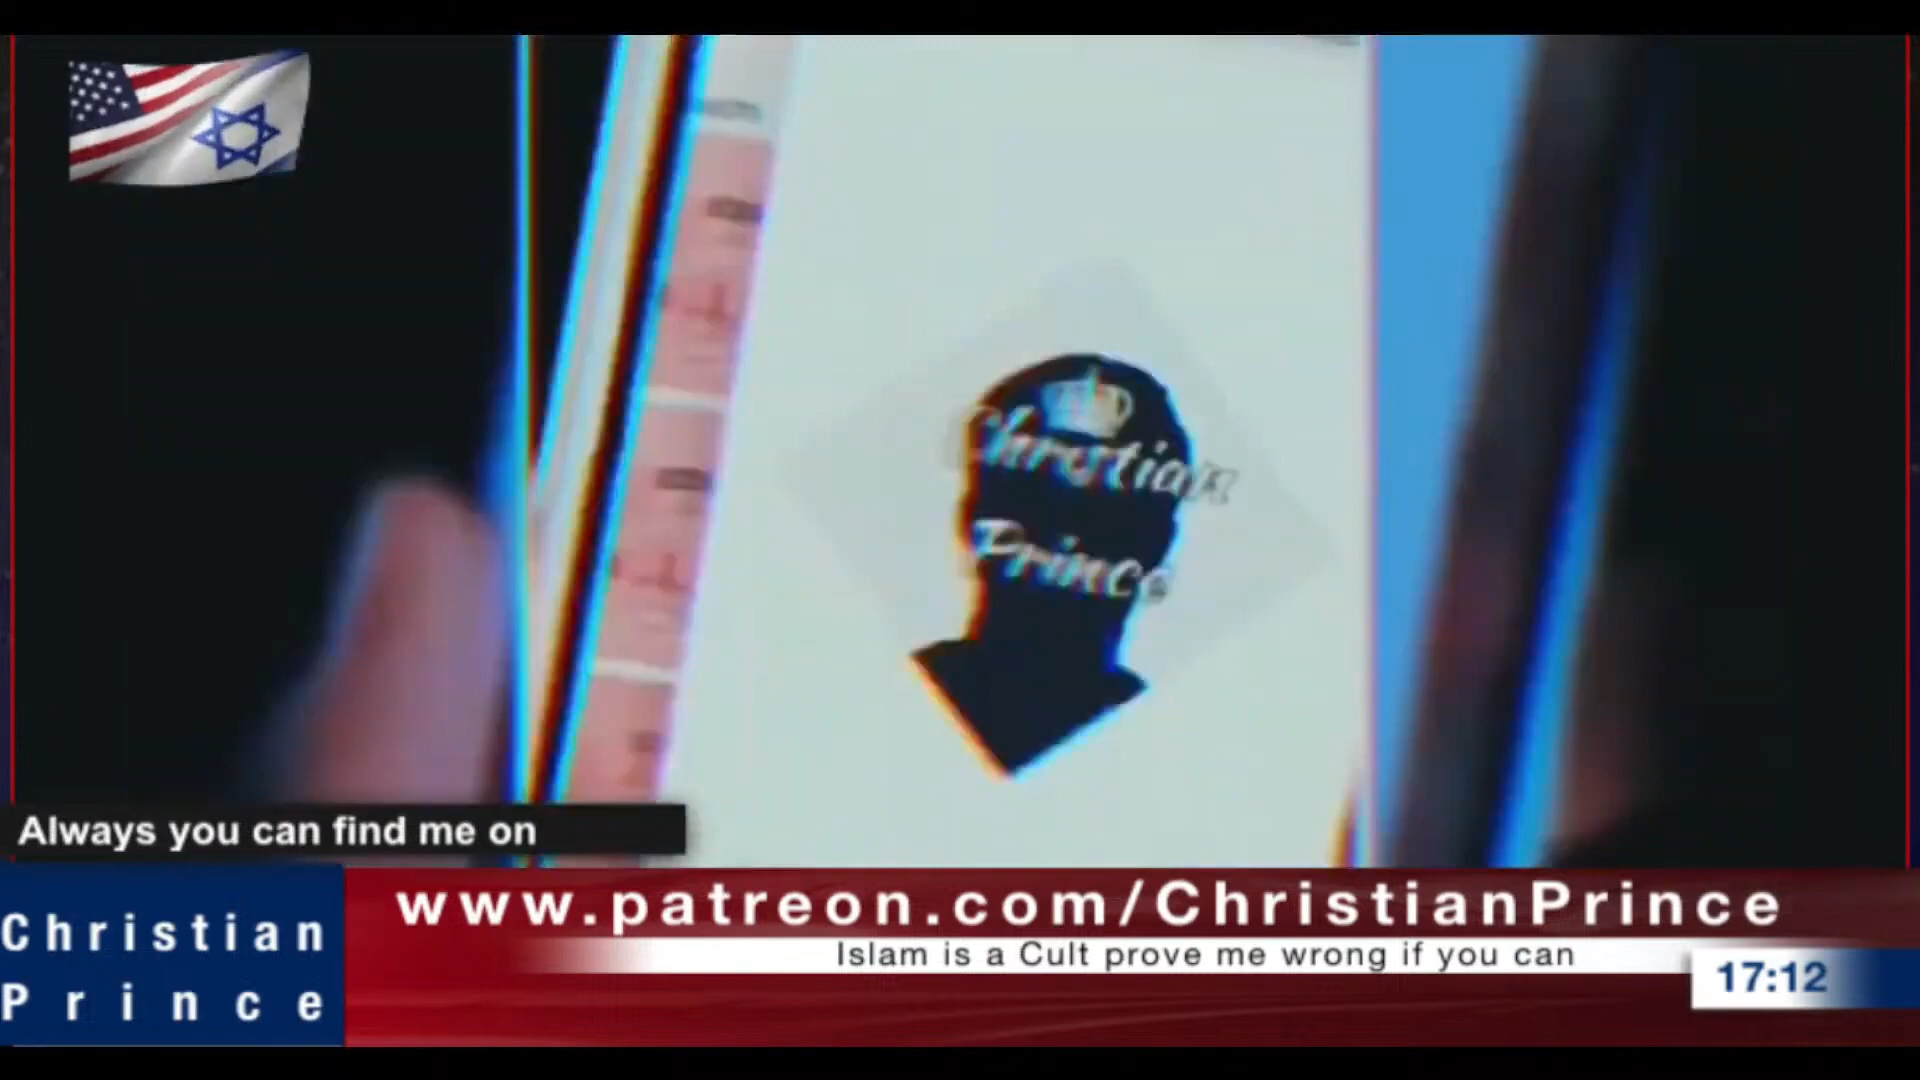 Christian
Prince
Always you can find me on
www.patreon.com/ChristianPrince
Christian
Prince
Islam is a Cult prove me wrong if you can
17:12